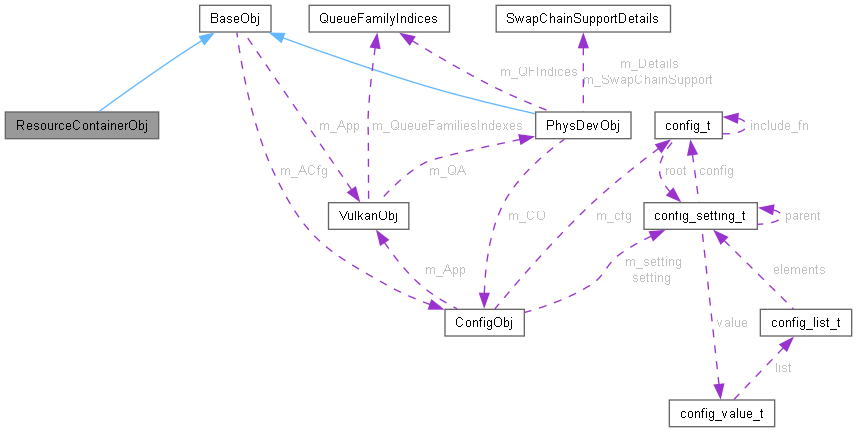 BaseObj
QueueFamilyIndices
SwapChainSupportDetails
m_QFIndices
m_Details
m_SwapChainSupport
ResourceContainerObj
m_App
m_QueueFamiliesIndexes
PhysDevObj
config_t
include_fn
m_ACfg
m_QA
root
config
VulkanObj
m_CO
m_cfg
config_setting_t
parent
m_App
m_setting
setting
elements
ConfigObj
value
config_list_t
list
config_value_t